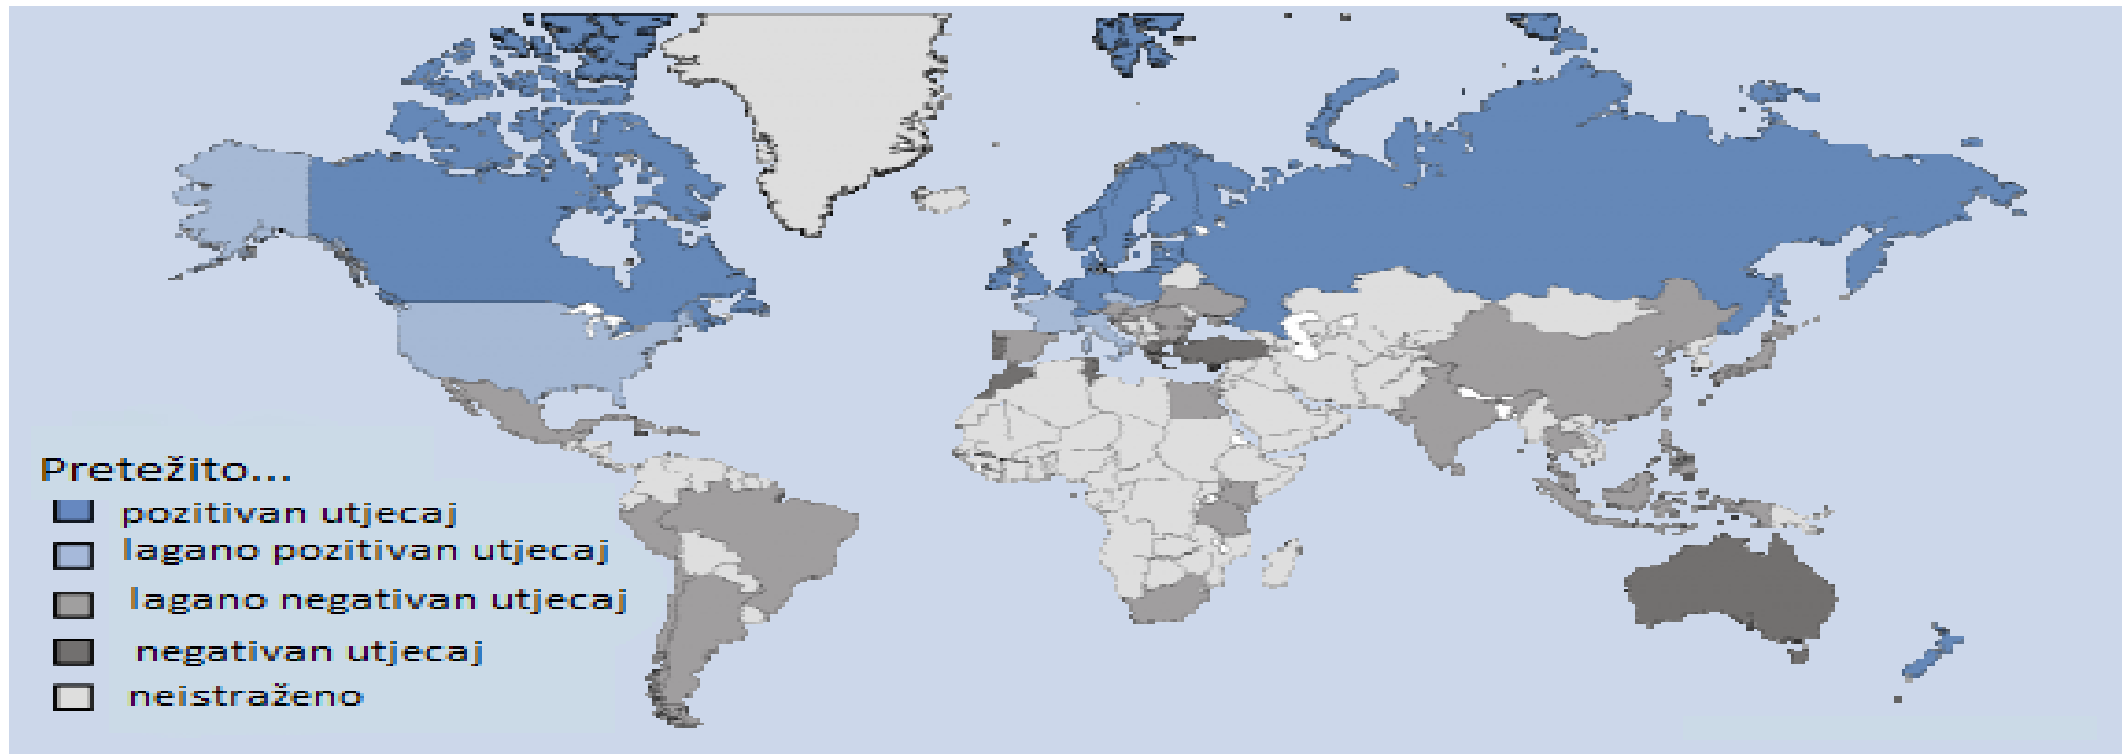 Pretežito...
pozitivan utjecaj
lagano pozitivan utjecaj
lagano negativan utjecaj
negativan utjecaj
neistraženo